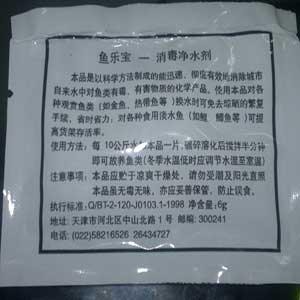 鱼乐宝 — 消毒净水剂
本品是以科学方法制成的能迅速、彻底有效地消除城市
自来水中对鱼类有毒、有害物质的化学产品，使用本品对各
种观赏鱼类（如金鱼、热带鱼等）换水时可免去晾晒的繁复
手续，省时省力；对各种食用淡水鱼（如鲤 鲫鱼等）可提
高货架存活率。
使用方法：每10公斤水加本品一片，破碎溶化后搅拌半分钟
即可放养鱼类（冬季水温低时应调节水温至室温）
本品应贮于凉爽干燥处，请勿受潮及阳光直照
本品虽无毒无味，亦应妥善保管，防止误食。
执行标准：Q/BT-2-120-J0103.1-1998 净重：6g
地址：天津市河北区中山北路1号 邮编：300241
电话：(022)58216526 26434727